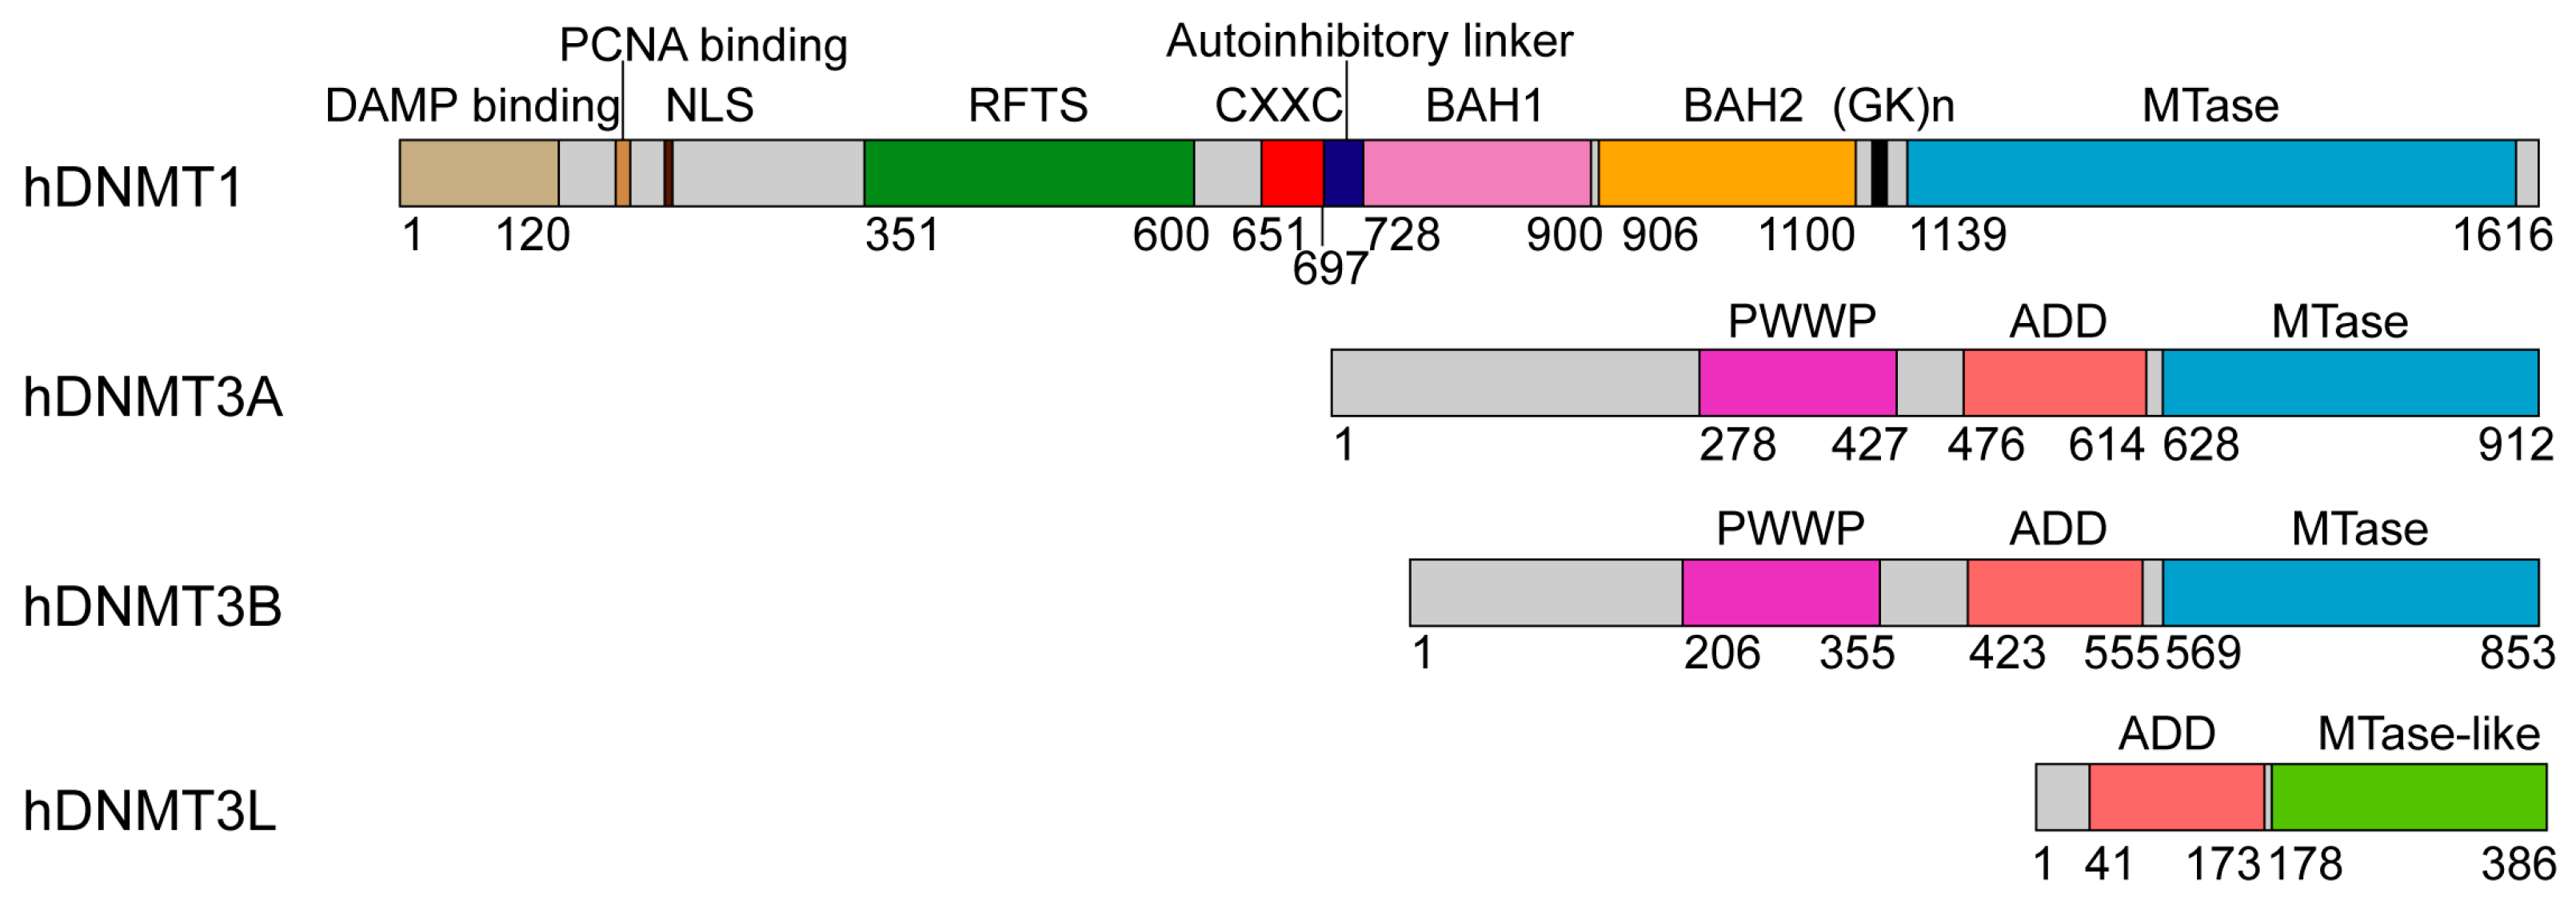 PCNA binding Autoinhibitory linker
DAMP binding NLS RFTS CXXC BAH1 BAH2 (GK)n MTase
hDNMT1
1 120 351 600 651 728 900 906 1100 1139 1616
697
PWWP ADD MTase
hDNMT3A
1 278 427 476 614 628 912
PWWP ADD MTase
hDNMT3B
1 206 355 423 555 569 853
ADD MTase-like
hDNMT3L
1 41 173 178 386